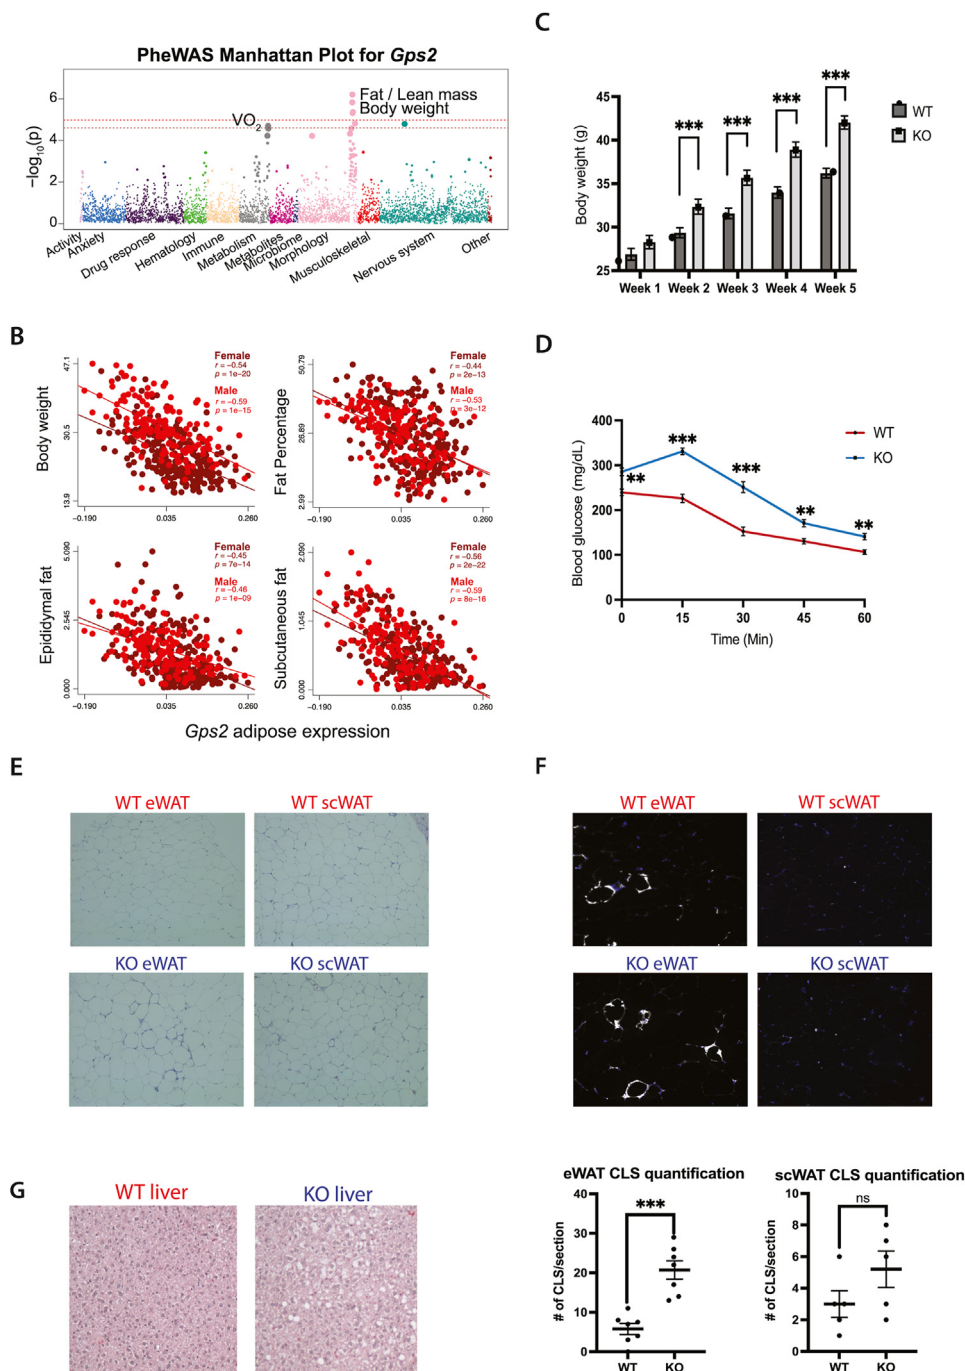 PheWAS Manhattan Plot for Gps2
Fat / Lean mass
Body weight
VO2
−log10(p)
6
4
2
0
Activity
Anxiety
Drug response
Hematology
Immune
Metabolism
Metabolites
Microbiome
Morphology
Musculoskeletal
Nervous system
Other
C
Body weight (g)
45
40
35
30
25
*** *** *** ***
WT
KO
Week 1 Week 2 Week 3 Week 4 Week 5
B
Body weight
47.1
30.5
13.9
Female
r = −0.54
p = 1e−20
Male
r = −0.59
p = 1e−15
−0.190 0.035 0.260
Fat Percentage
50.79
26.89
2.99
Female
r = −0.44
p = 2e−13
Male
r = −0.53
p = 3e−12
−0.190 0.035 0.260
Epididymal fat
5.090
2.545
0.000
Female
r = −0.45
p = 7e−14
Male
r = −0.46
p = 1e−09
−0.190 0.035 0.260
Subcutaneous fat
2.090
1.045
0.000
Female
r = −0.56
p = 2e−22
Male
r = −0.59
p = 8e−16
−0.190 0.035 0.260
Gps2 adipose expression
D
Blood glucose (mg/dL)
400
300
200
100
0
** *** *** ** **
WT
KO
0 15 30 45 60
Time (Min)
E
WT eWAT WT scWAT
KO eWAT KO scWAT
F
WT eWAT WT scWAT
KO eWAT KO scWAT
eWAT CLS quantification
# of CLS/section
40
30
20
10
0
***
WT KO
scWAT CLS quantification
# of CLS/section
10
8
6
4
2
0
ns
WT KO
G
WT liver KO liver